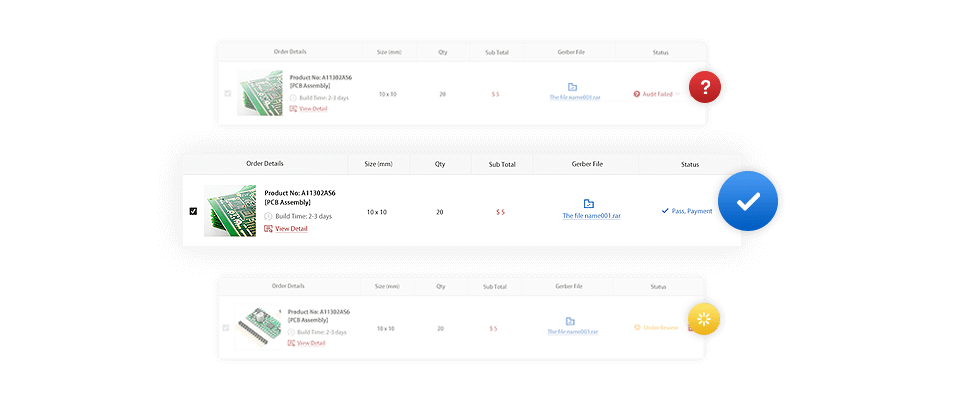 Order Details Size (mm) Qty Sub Total Gerber File Status
Product No: A11302AS6
[PCB Assembly]
Build Time: 2-3 days
View Detail
10 x 10 20 $ 5 The file name001.rar Audit Failed
?
Order Details Size (mm) Qty Sub Total Gerber File Status
Product No: A11302AS6
[PCB Assembly]
Build Time: 2-3 days
View Detail
10 x 10 20 $ 5 The file name001.rar Pass, Payment
Order Details Size (mm) Qty Sub Total Gerber File Status
Product No: A11302AS6
[PCB Assembly]
Build Time: 2-3 days
View Detail
10 x 10 20 $ 5 The file name001.rar